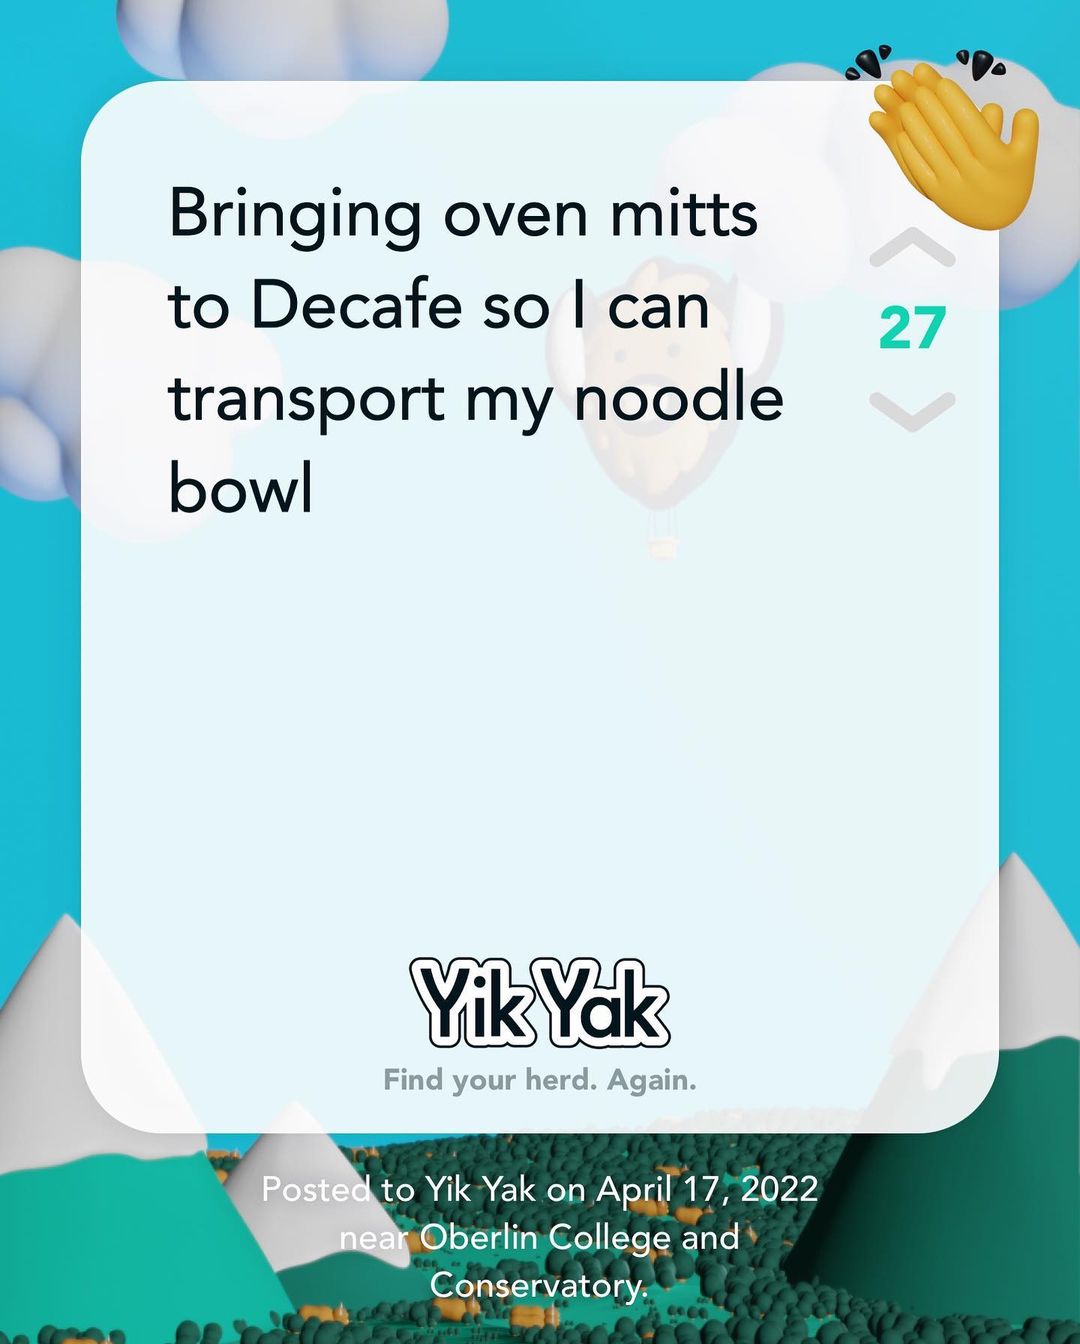 Bringing oven mitts
to Decafe so I can
transport my noodle
bowl
27
Yik Yak
Find your herd. Again.
Posted to Yik Yak on April 17, 2022
near Oberlin College and
Conservatory.